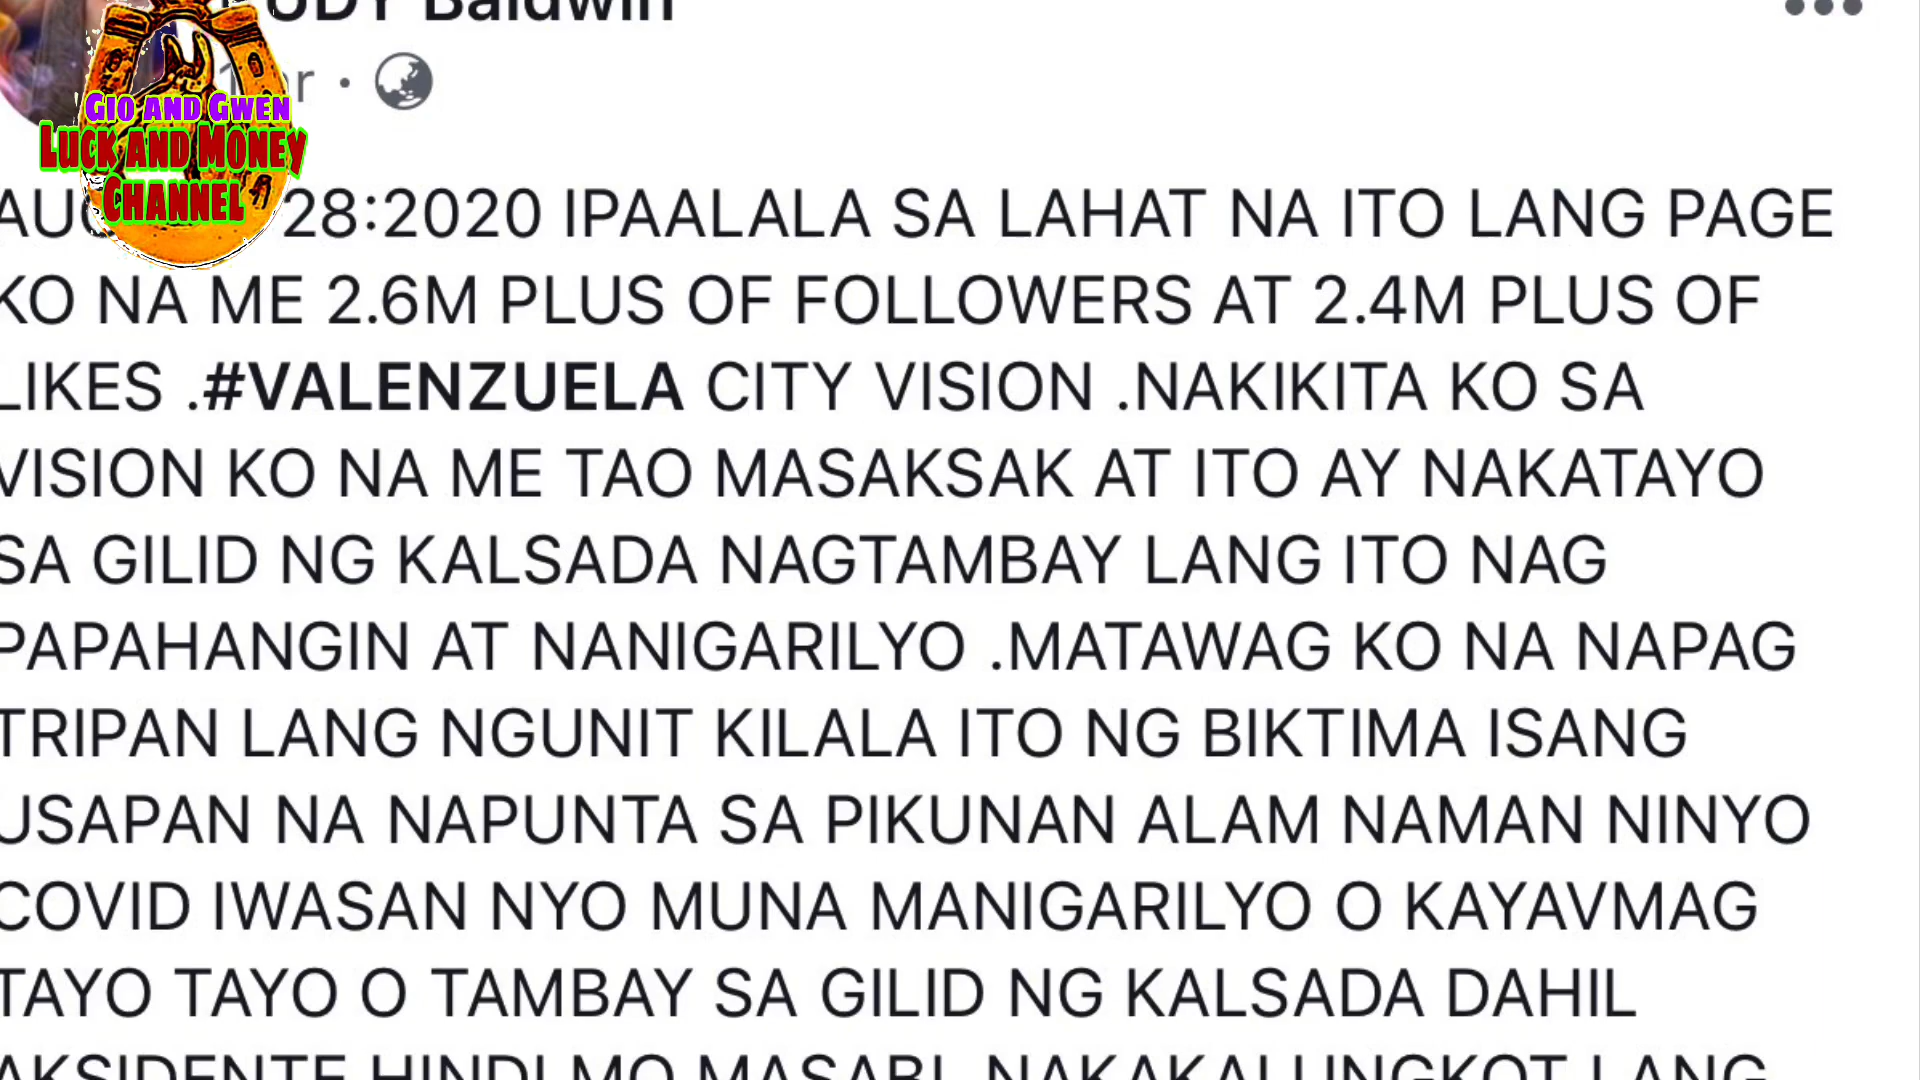 Baldwin
GIO AND GWEN
LUCK AND MONEY
CHANNEL
28:2020 IPAALALA SA LAHAT NA ITO LANG PAGE
KO NA ME 2.6M PLUS OF FOLLOWERS AT 2.4M PLUS OF
LIKES .#VALENZUELA CITY VISION .NAKIKITA KO SA
VISION KO NA ME TAO MASAKSAK AT ITO AY NAKATAYO
SA GILID NG KALSADA NAGTAMBAY LANG ITO NAG
PAPAHANGIN AT NANIGARILYO .MATAWAG KO NA NAPAG
TRIPAN LANG NGUNIT KILALA ITO NG BIKTIMA ISANG
USAPAN NA NAPUNTA SA PIKUNAN ALAM NAMAN NINYO
COVID IWASAN NYO MUNA MANIGARILYO O KAYAVMAG
TAYO TAYO O TAMBAY SA GILID NG KALSADA DAHIL
AKSIDENTE HINDI MO MASABI. NAKAKALUNGKOT LANG